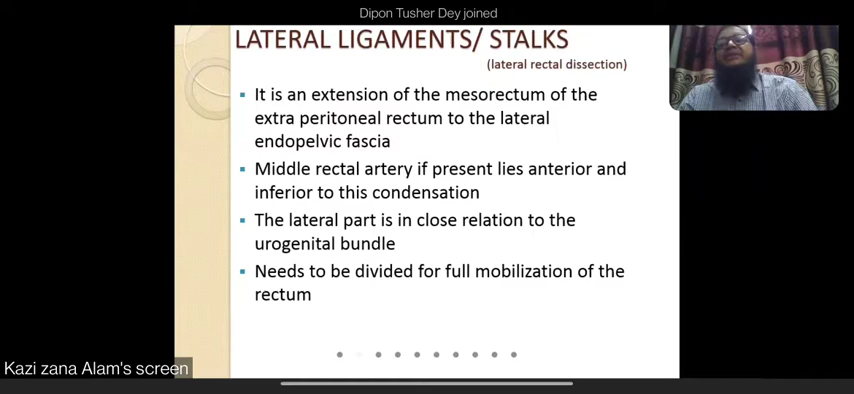 Dipon Tusher Dey joined
LATERAL LIGAMENTS/ STALKS
(lateral rectal dissection)
▪ It is an extension of the mesorectum of the
extra peritoneal rectum to the lateral
endopelvic fascia
▪ Middle rectal artery if present lies anterior and
inferior to this condensation
▪ The lateral part is in close relation to the
urogenital bundle
▪ Needs to be divided for full mobilization of the
rectum
Kazi zana Alam's screen